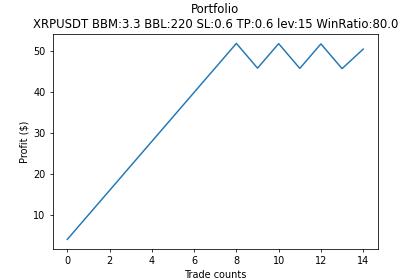 Portfolio
XRPUSDT BBM:3.3 BBL:220 SL:0.6 TP:0.6 lev:15 WinRatio:80.0
50
40
30
20
10
Profit ($)
0 2 4 6 8 10 12 14
Trade counts